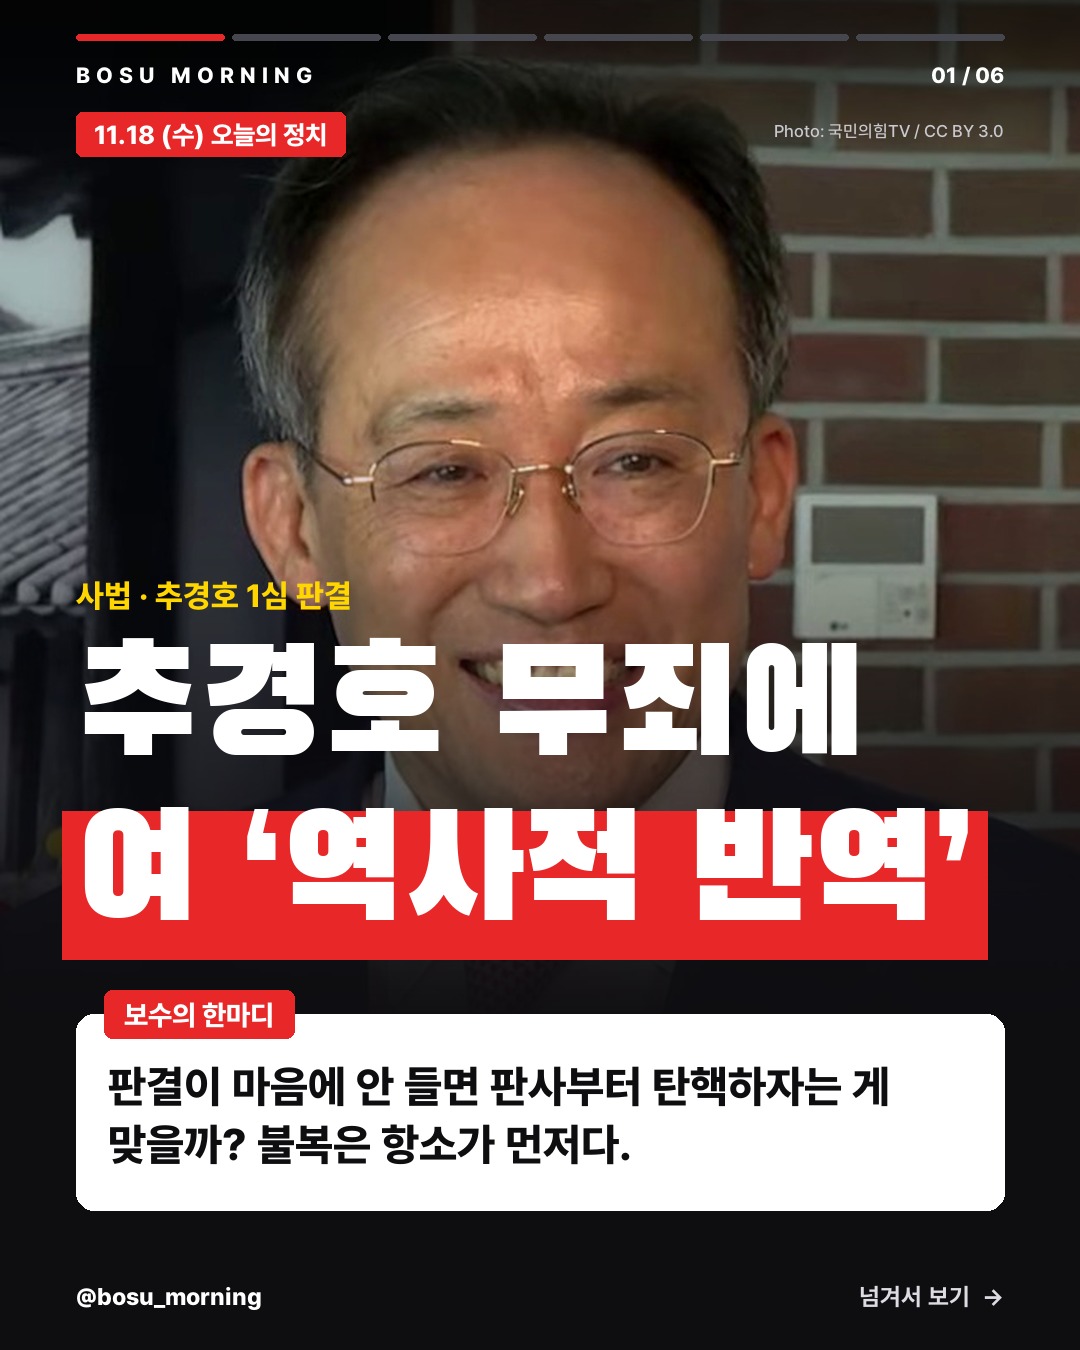 BOSU MORNING
01 / 06
11.18 (수) 오늘의 정치
Photo: 국민의힘TV / CC BY 3.0
사법 · 추경호 1심 판결
추경호 무죄에
여 ‘역사적 반역’
보수의 한마디
판결이 마음에 안 들면 판사부터 탄핵하자는 게
맞을까? 불복은 항소가 먼저다.
@bosu_morning
넘겨서 보기 →